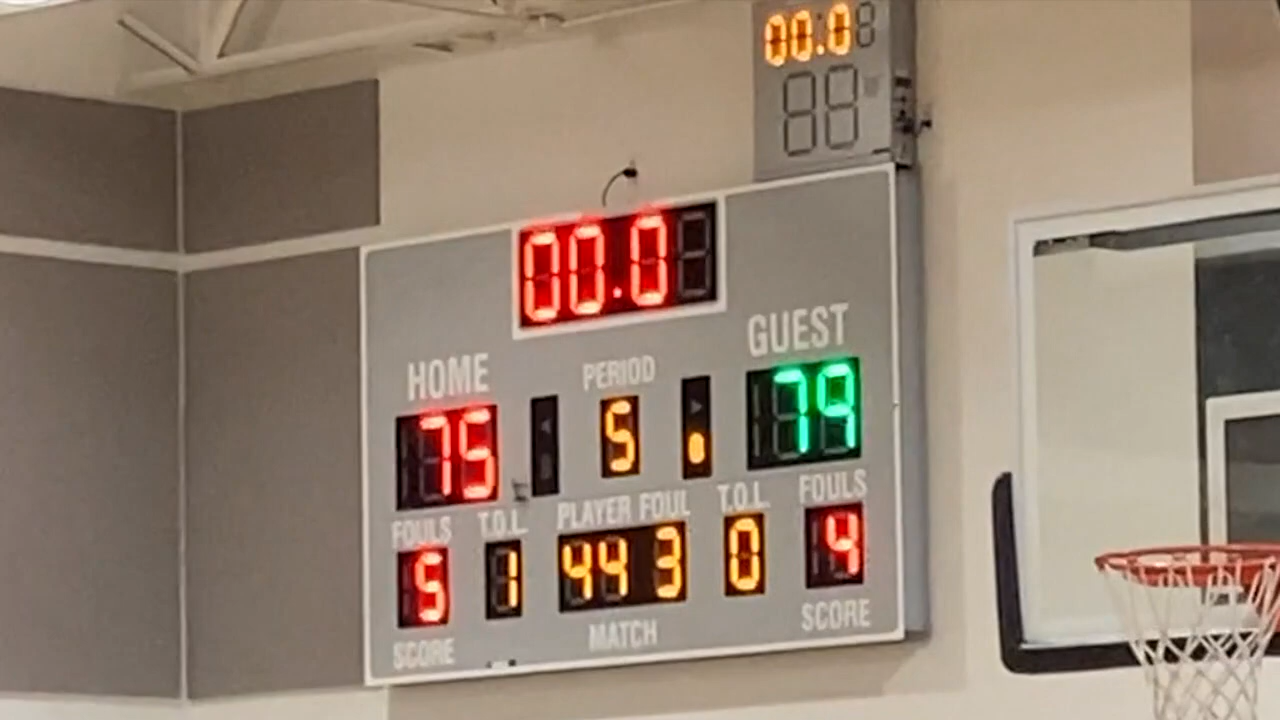 00.0
00.0
GUEST
HOME PERIOD
75 5 79
FOULS T.O.L. PLAYER FOUL T.O.L. FOULS
5 1 44 3 0 4
SCORE MATCH SCORE